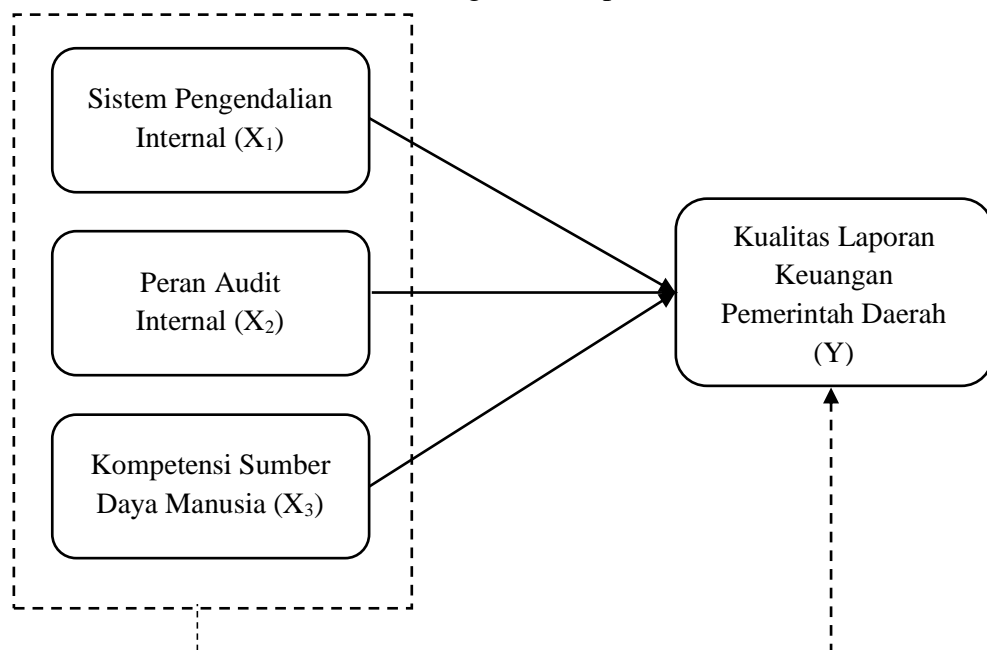 Sistem Pengendalian
Internal (X₁)
Peran Audit
Internal (X₂)
Kompetensi Sumber
Daya Manusia (X₃)
Kualitas Laporan
Keuangan
Pemerintah Daerah
(Y)